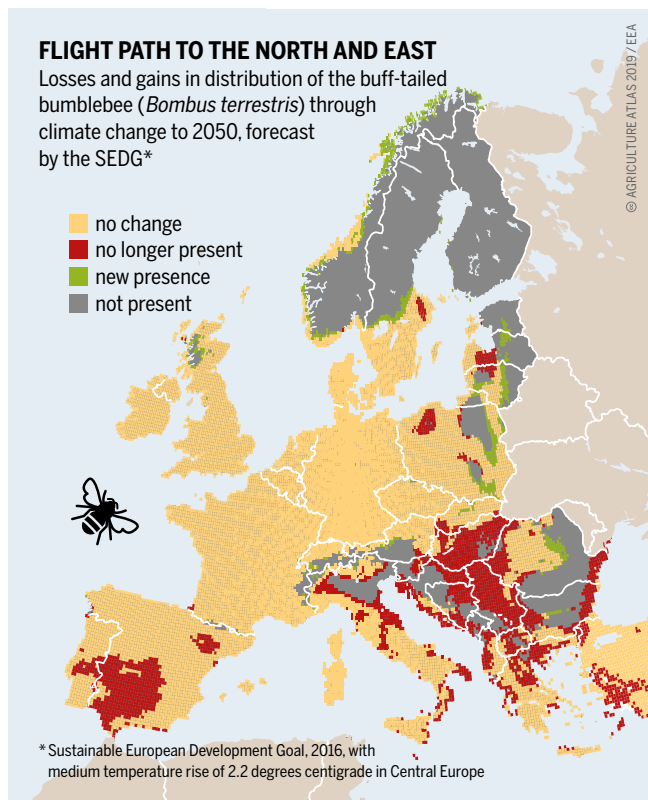 FLIGHT PATH TO THE NORTH AND EAST
Losses and gains in distribution of the buff-tailed
bumblebee (Bombus terrestris) through
climate change to 2050, forecast
by the SEDG*
no change
no longer present
new presence
not present
* Sustainable European Development Goal, 2016, with
medium temperature rise of 2.2 degrees centigrade in Central Europe
© AGRICULTURE ATLAS 2019 / EEA